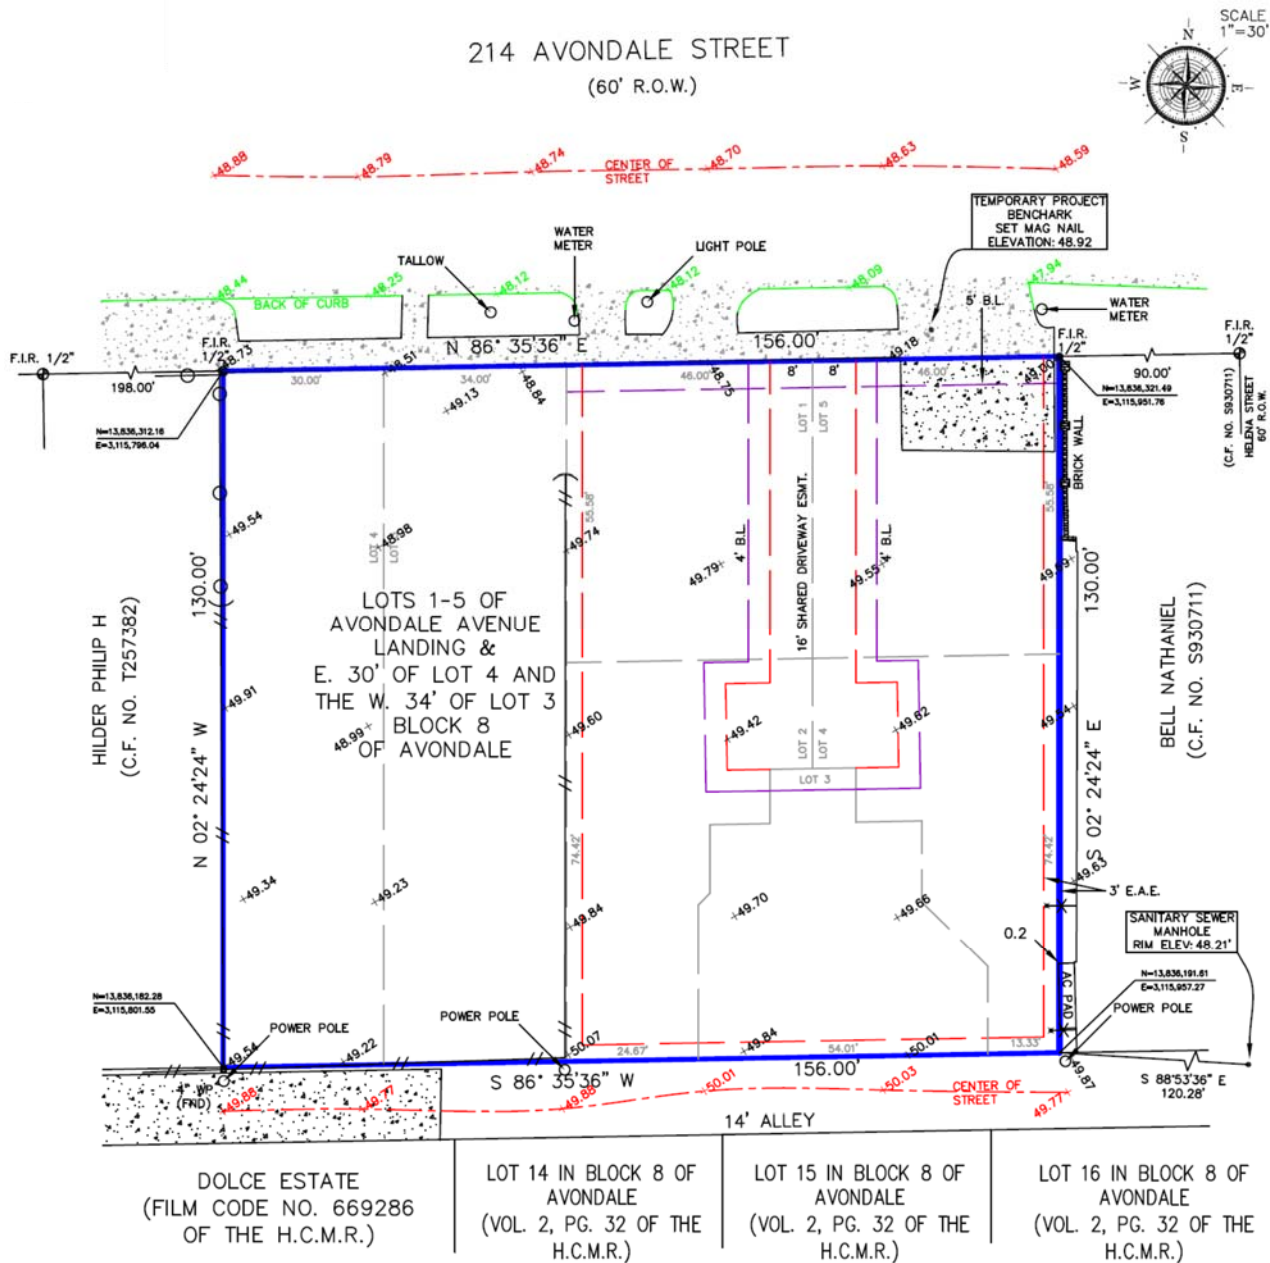 SCALE
1"=30'
N
W
E
S
214 AVONDALE STREET
(60' R.O.W.)
48.88
48.79
48.74
CENTER OF
STREET
48.70
48.63
48.59
TEMPORARY PROJECT
BENCHARK
SET MAG NAIL
ELEVATION: 48.92
WATER
METER
TALLOW
LIGHT POLE
48.44
BACK OF CURB
48.25
48.12
48.12
48.09
47.94
5' B.L.
WATER
METER
F.I.R. 1/2"
F.I.R.
1/2"
N 86° 35'36" E
156.00'
F.I.R.
1/2"
F.I.R.
1/2"
198.00'
48.73
48.51
48.84
48.75
49.18
49.00
90.00'
30.00'
34.00'
46.00'
8'
8'
46.00'
49.13
N=13,836,312.16
E=3,115,796.04
N=13,836,321.49
E=3,115,951.76
LOT 1
LOT 5
BRICK WALL
(C.F. NO. S930711)
HELENA STREET
60' R.O.W.
49.54
48.98
LOT 4
49.74
55.58'
49.79
4' B.L.
16' SHARED DRIVEWAY ESMT.
49.55
4' B.L.
55.58'
130.00'
130.00'
LOTS 1-5 OF
AVONDALE AVENUE
LANDING &
E. 30' OF LOT 4 AND
THE W. 34' OF LOT 3
BLOCK 8
OF AVONDALE
HILDER PHILIP H
(C.F. NO. T257382)
N 02° 24'24" W
BELL NATHANIEL
(C.F. NO. S930711)
S 02° 24'24" E
49.91
48.99
49.60
49.42
49.62
LOT 2
LOT 4
LOT 3
74.42'
74.42'
49.34
49.23
49.84
49.70
49.66
49.63
3' E.A.E.
0.2
SANITARY SEWER
MANHOLE
RIM ELEV: 48.21'
AC PAD
N=13,836,191.61
E=3,115,957.27
POWER POLE
N=13,836,182.28
E=3,115,801.55
POWER POLE
POWER POLE
49.54
49.22
50.07
49.84
50.01
49.87
24.67'
54.01'
13.33'
S 86° 35'36" W
156.00'
S 88°53'36" E
120.28'
(FND)
49.88
49.77
49.88
50.01
50.03
CENTER OF
STREET
49.77
14' ALLEY
DOLCE ESTATE
(FILM CODE NO. 669286
OF THE H.C.M.R.)
LOT 14 IN BLOCK 8 OF
AVONDALE
(VOL. 2, PG. 32 OF THE
H.C.M.R.)
LOT 15 IN BLOCK 8 OF
AVONDALE
(VOL. 2, PG. 32 OF THE
H.C.M.R.)
LOT 16 IN BLOCK 8 OF
AVONDALE
(VOL. 2, PG. 32 OF THE
H.C.M.R.)